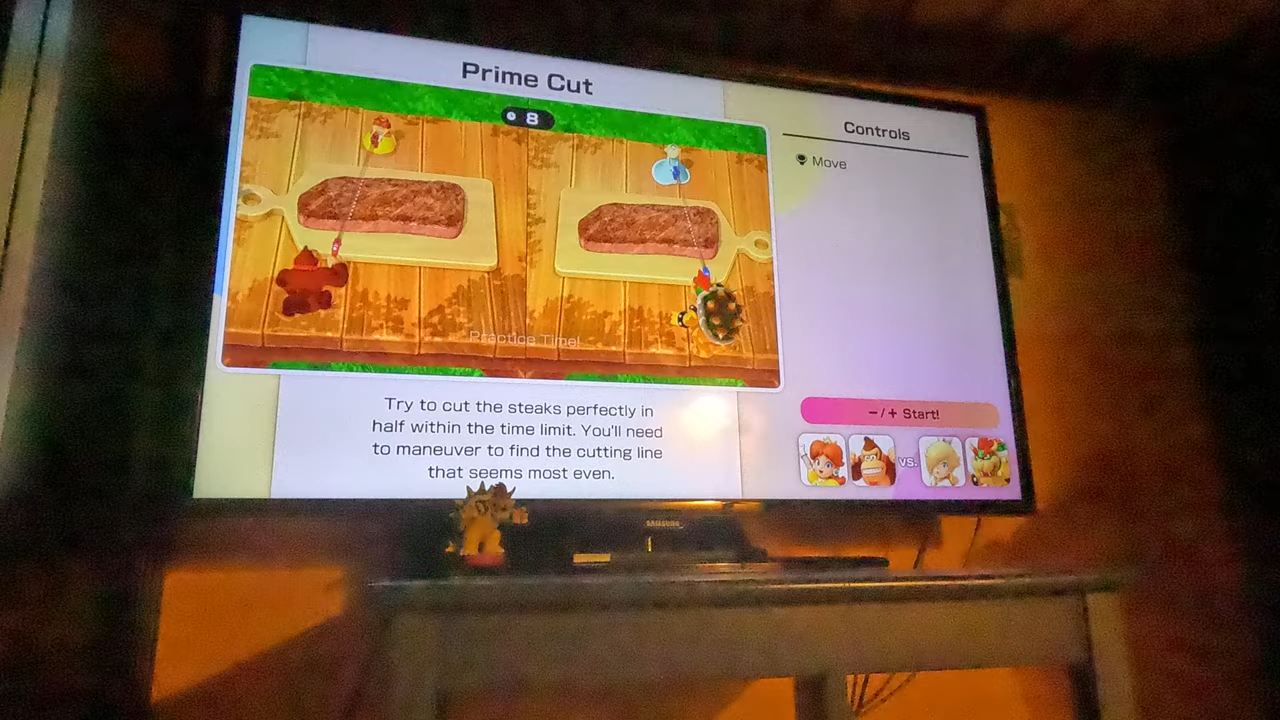 Prime Cut
8
Practice Time!
Try to cut the steaks perfectly in
half within the time limit. You'll need
to maneuver to find the cutting line
that seems most even.
Controls
Move
-/+ Start!
vs.
SAMSUNG